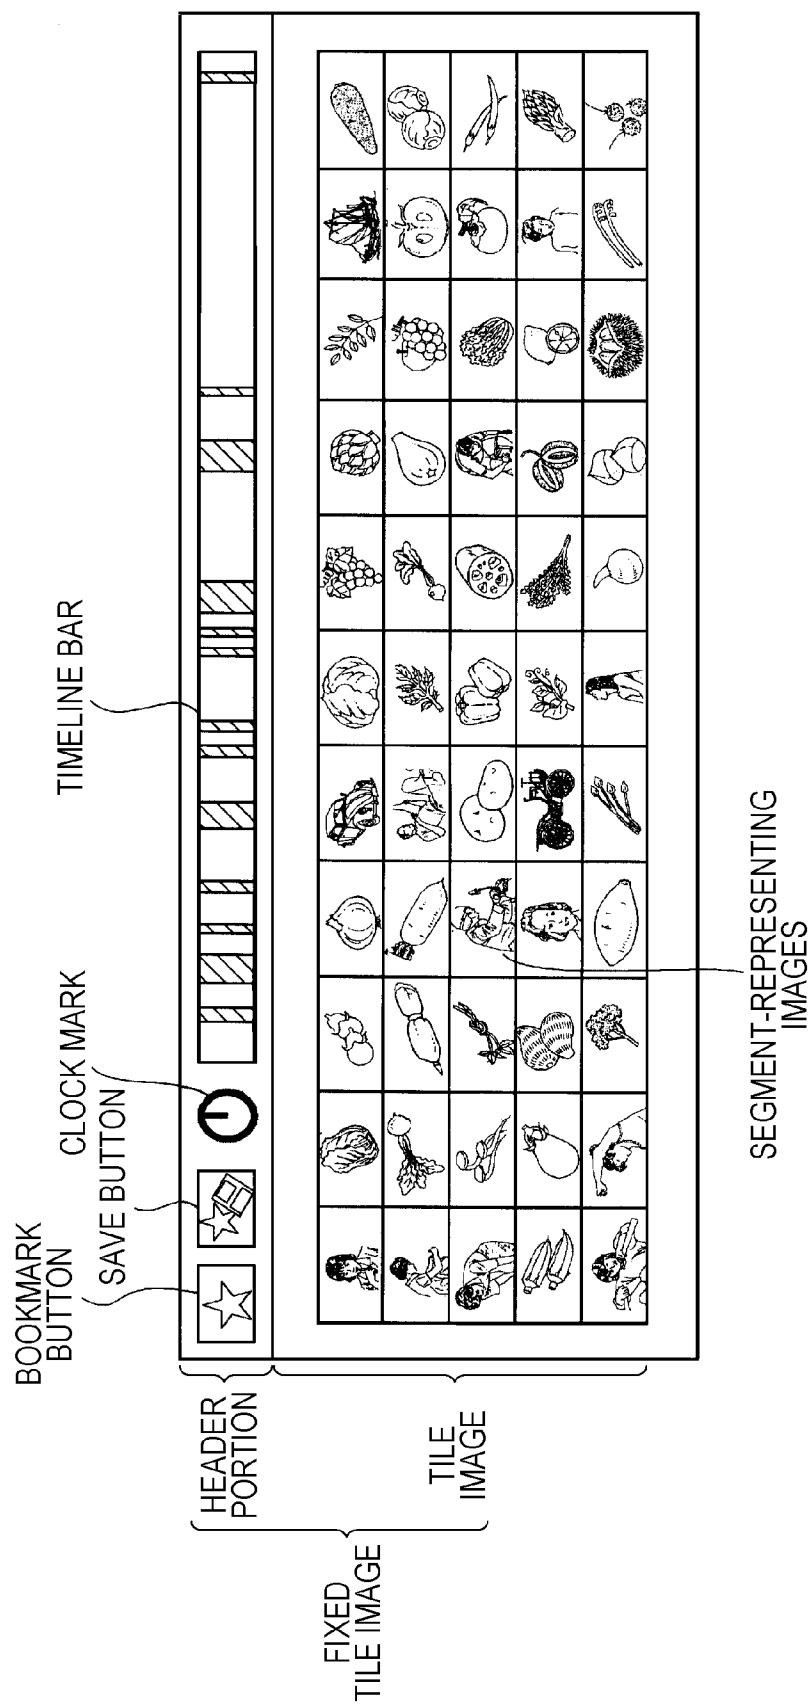 BOOKMARK
BUTTON
SAVE BUTTON
CLOCK MARK
TIMELINE BAR
FIXED
TILE IMAGE
HEADER
PORTION
TILE
IMAGE
SEGMENT-REPRESENTING
IMAGES